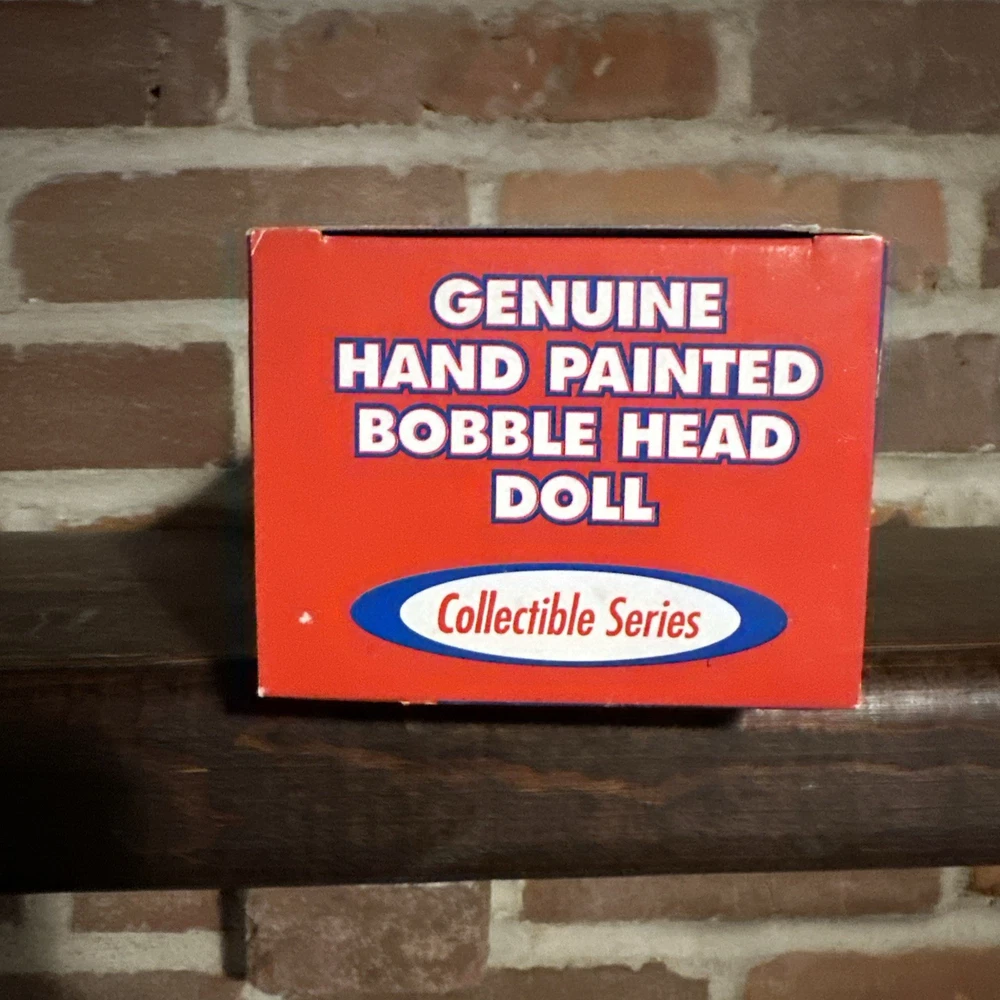 GENUINE
HAND PAINTED
BOBBLE HEAD
DOLL
Collectible Series